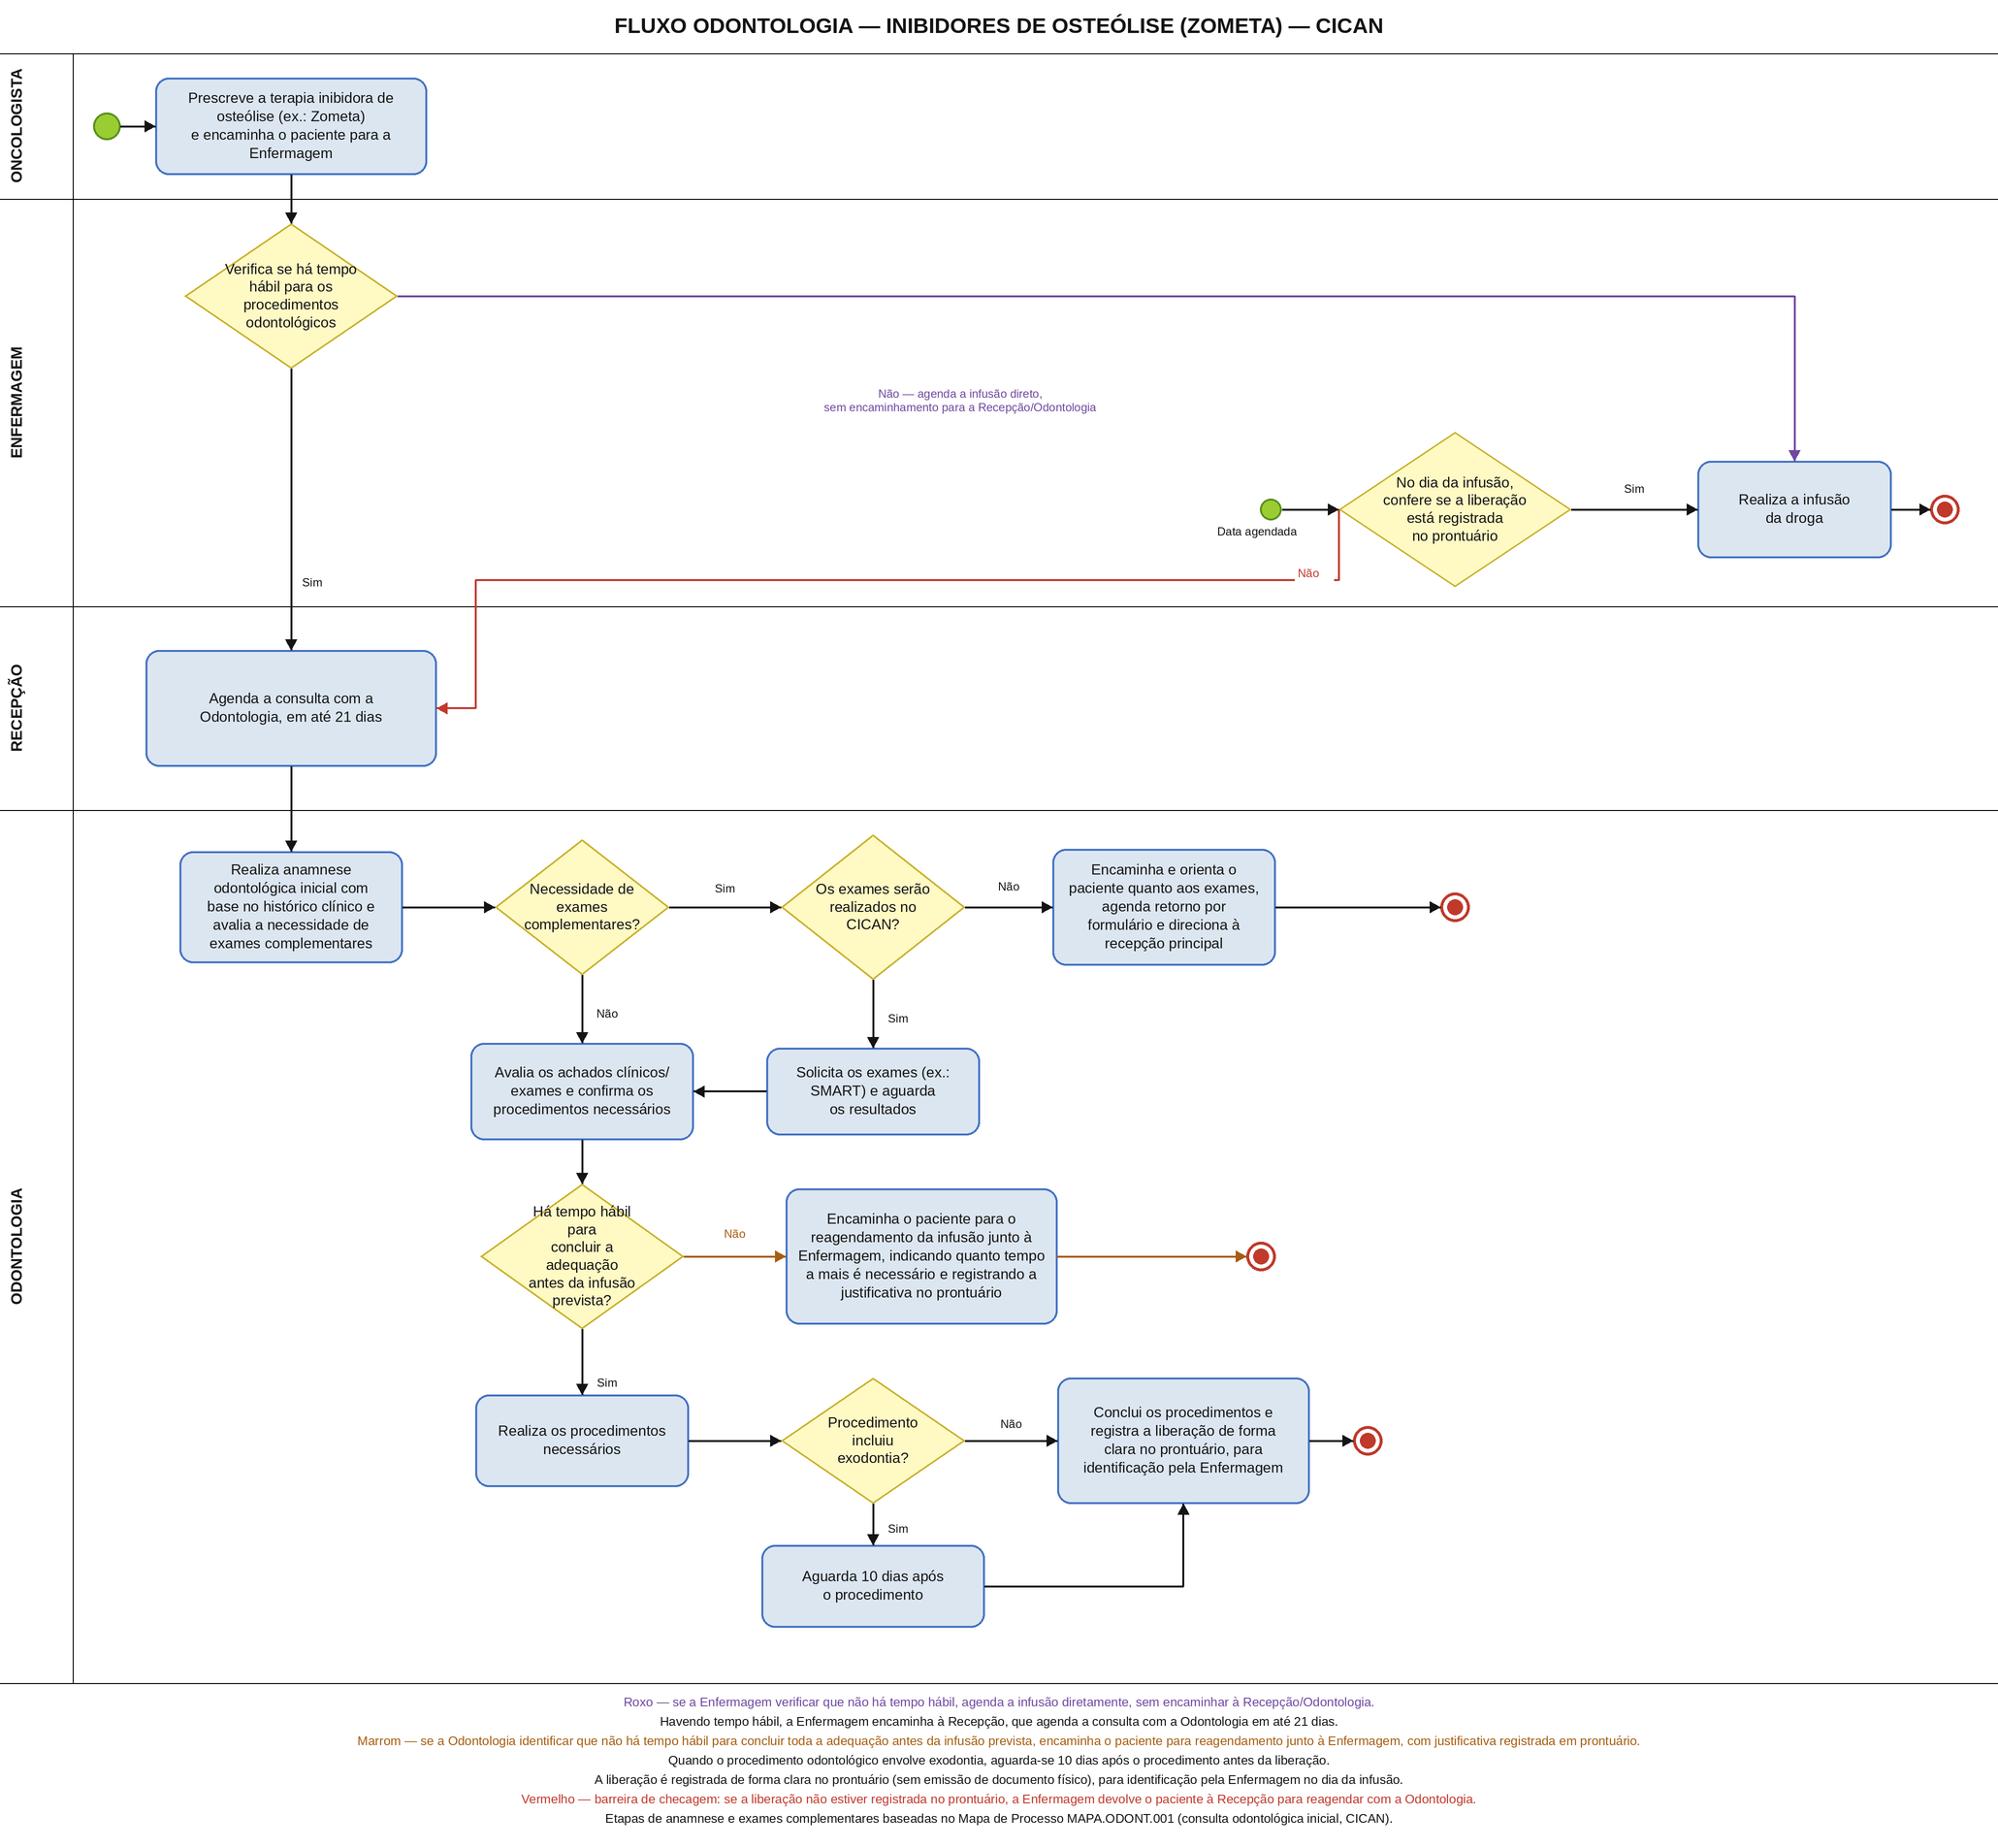 FLUXO ODONTOLOGIA — INIBIDORES DE OSTEÓLISE (ZOMETA) — CICAN
ONCOLOGISTA
Prescreve a terapia inibidora de
osteólise (ex.: Zometa)
e encaminha o paciente para a
Enfermagem
ENFERMAGEM
Verifica se há tempo
hábil para os
procedimentos
odontológicos
Não — agenda a infusão direto,
sem encaminhamento para a Recepção/Odontologia
Data agendada
No dia da infusão,
confere se a liberação
está registrada
no prontuário
Sim
Realiza a infusão
da droga
Não
Sim
RECEPÇÃO
Agenda a consulta com a
Odontologia, em até 21 dias
ODONTOLOGIA
Realiza anamnese
odontológica inicial com
base no histórico clínico e
avalia a necessidade de
exames complementares
Necessidade de
exames
complementares?
Sim
Os exames serão
realizados no
CICAN?
Não
Encaminha e orienta o
paciente quanto aos exames,
agenda retorno por
formulário e direciona à
recepção principal
Não
Sim
Avalia os achados clínicos/
exames e confirma os
procedimentos necessários
Solicita os exames (ex.:
SMART) e aguarda
os resultados
Há tempo hábil
para
concluir a
adequação
antes da infusão
prevista?
Não
Encaminha o paciente para o
reagendamento da infusão junto à
Enfermagem, indicando quanto tempo
a mais é necessário e registrando a
justificativa no prontuário
Sim
Realiza os procedimentos
necessários
Procedimento
incluiu
exodontia?
Não
Conclui os procedimentos e
registra a liberação de forma
clara no prontuário, para
identificação pela Enfermagem
Sim
Aguarda 10 dias após
o procedimento
Roxo — se a Enfermagem verificar que não há tempo hábil, agenda a infusão diretamente, sem encaminhar à Recepção/Odontologia.
Havendo tempo hábil, a Enfermagem encaminha à Recepção, que agenda a consulta com a Odontologia em até 21 dias.
Marrom — se a Odontologia identificar que não há tempo hábil para concluir toda a adequação antes da infusão prevista, encaminha o paciente para reagendamento junto à Enfermagem, com justificativa registrada em prontuário.
Quando o procedimento odontológico envolve exodontia, aguarda-se 10 dias após o procedimento antes da liberação.
A liberação é registrada de forma clara no prontuário (sem emissão de documento físico), para identificação pela Enfermagem no dia da infusão.
Vermelho — barreira de checagem: se a liberação não estiver registrada no prontuário, a Enfermagem devolve o paciente à Recepção para reagendar com a Odontologia.
Etapas de anamnese e exames complementares baseadas no Mapa de Processo MAPA.ODONT.001 (consulta odontológica inicial, CICAN).